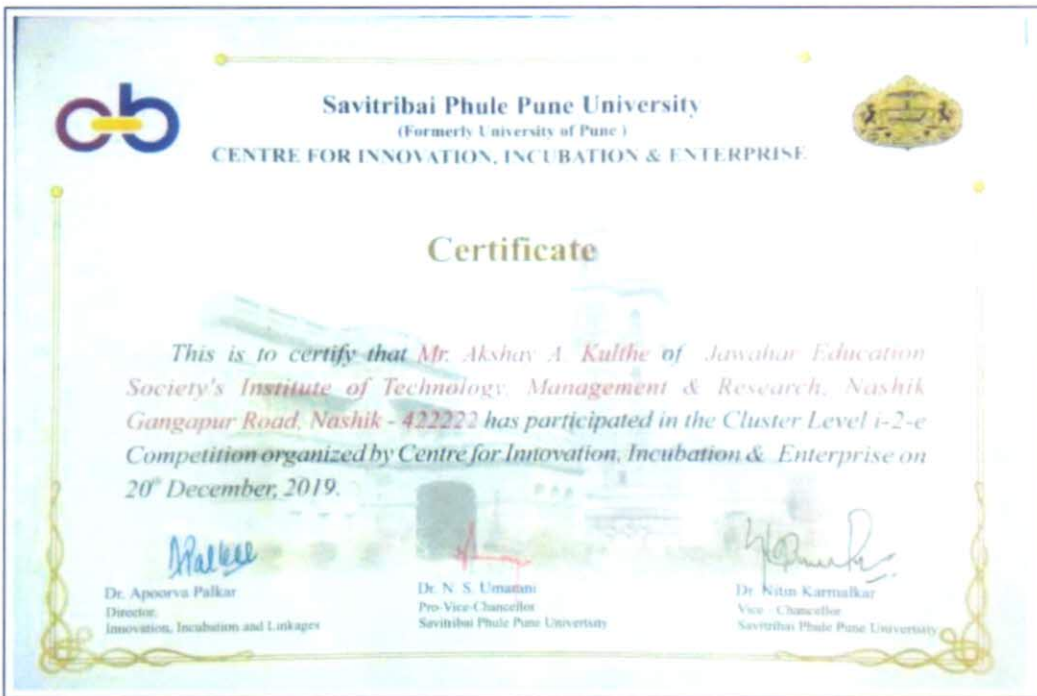 Savitribai Phule Pune University
(Formerly University of Pune )
CENTRE FOR INNOVATION, INCUBATION & ENTERPRISE
Certificate
This is to certify that Mr. Akshay A Kulthe of Jawahar Education
Society's Institute of Technology, Management & Research, Nashik
Gangapur Road, Nashik - 422222 has participated in the Cluster Level i-2-e
Competition organized by Centre for Innovation, Incubation & Enterprise on
20th December, 2019.
Dr. Apoorva Palkar
Director,
Innovation, Incubation and Linkages
Dr. N. S. Umarani
Pro-Vice-Chancellor
Savitribai Phule Pune University
Dr. Nitin Karmalkar
Vice - Chancellor
Savitribai Phule Pune University